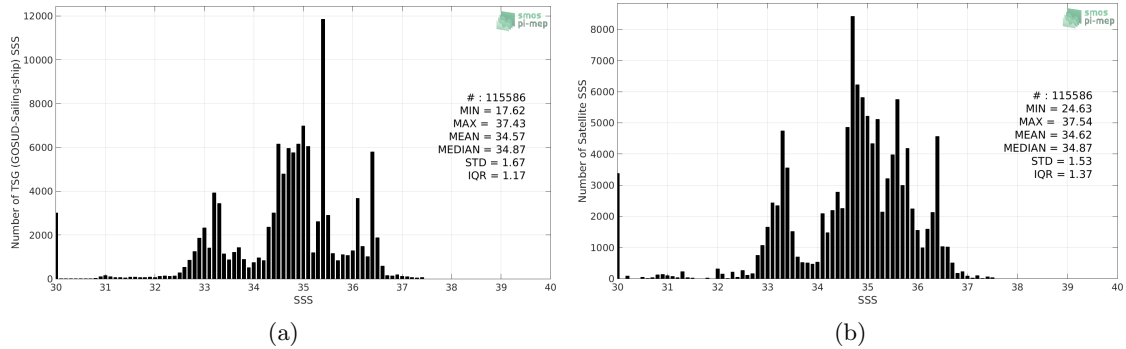 smos
pi-mep
Number of TSG (GOSUD-Sailing-ship) SSS
12000
10000
8000
6000
4000
2000
0
# : 115586
MIN = 17.62
MAX = 37.43
MEAN = 34.57
MEDIAN = 34.87
STD = 1.67
IQR = 1.17
30 31 32 33 34 35 36 37 38 39 40
SSS
(a)
smos
pi-mep
Number of Satellite SSS
8000
7000
6000
5000
4000
3000
2000
1000
0
# : 115586
MIN = 24.63
MAX = 37.54
MEAN = 34.62
MEDIAN = 34.87
STD = 1.53
IQR = 1.37
30 31 32 33 34 35 36 37 38 39 40
SSS
(b)